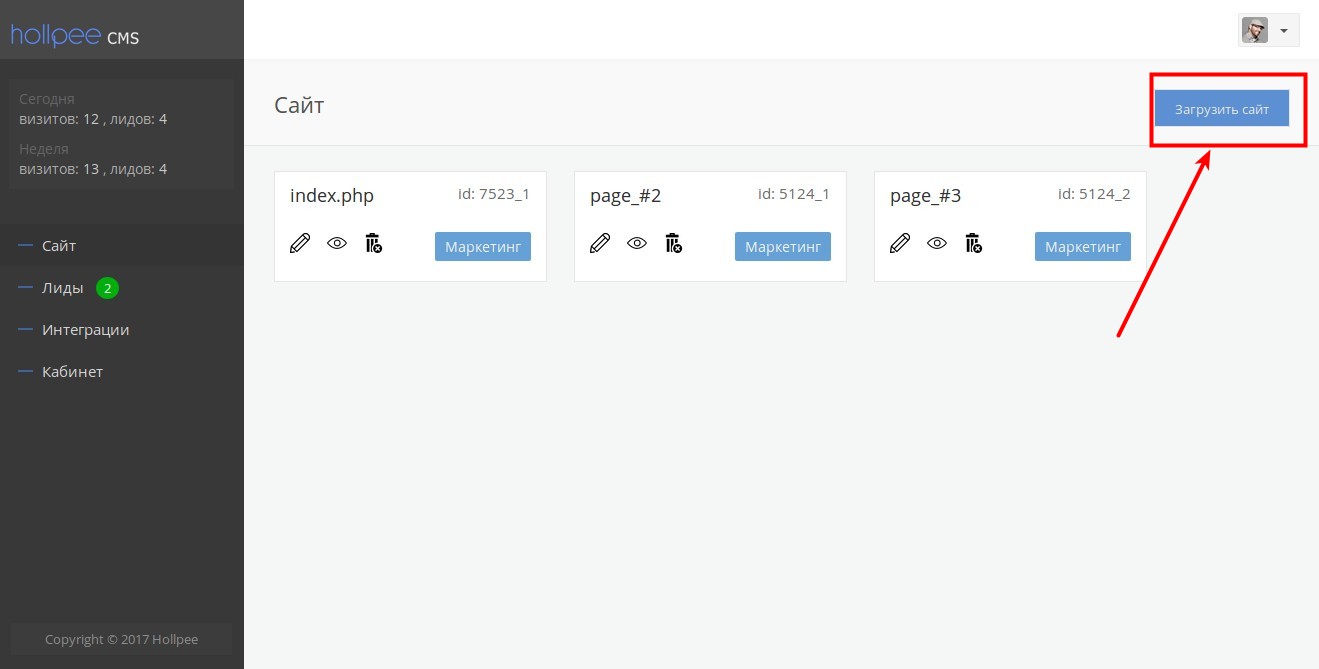 hollpee CMS
Сегодня
визитов: 12 , лидов: 4
Неделя
визитов: 13 , лидов: 4
Сайт
Лиды 2
Интеграции
Кабинет
Copyright © 2017 Hollpee
Сайт
Загрузить сайт
index.php id: 7523_1
Маркетинг
page_#2 id: 5124_1
Маркетинг
page_#3 id: 5124_2
Маркетинг